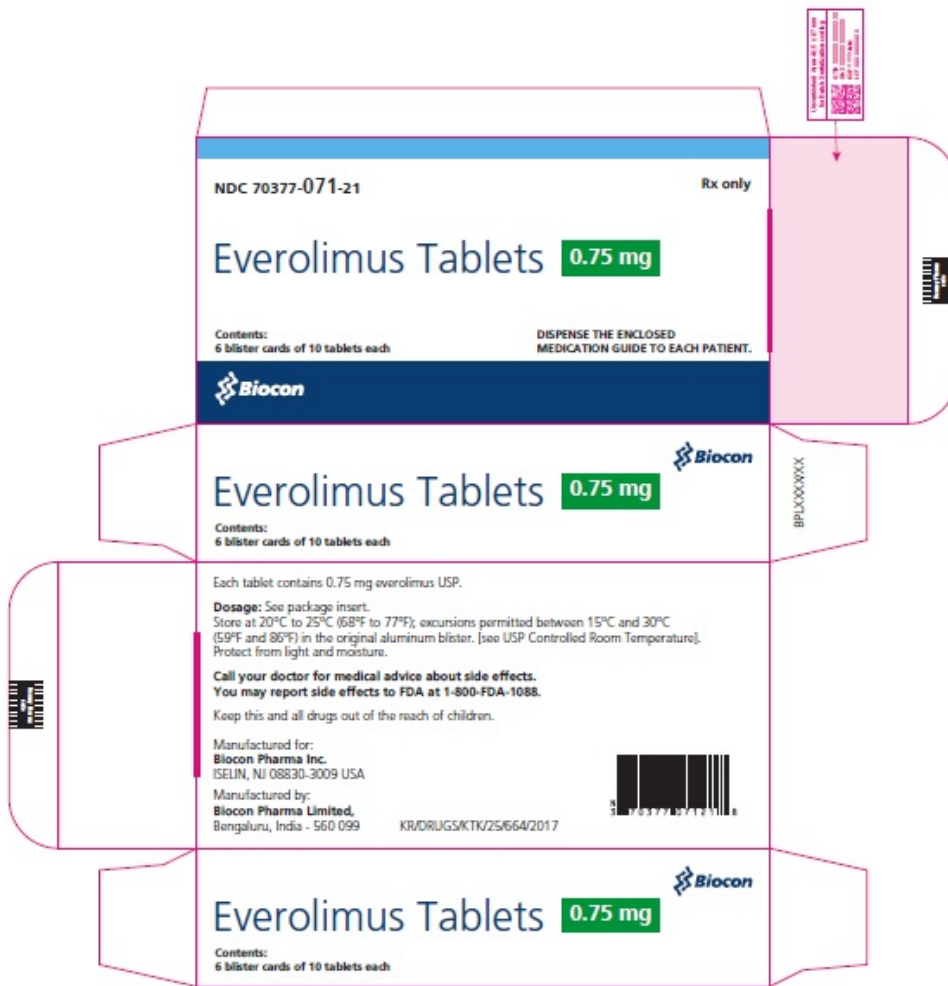 NDC 70377-071-21
Rx only
Everolimus Tablets 0.75 mg
Contents:
6 blister cards of 10 tablets each
DISPENSE THE ENCLOSED
MEDICATION GUIDE TO EACH PATIENT.
Biocon
Biocon
Everolimus Tablets 0.75 mg
Contents:
6 blister cards of 10 tablets each
BPLXXXXXX
Each tablet contains 0.75 mg everolimus USP.
Dosage: See package insert.
Store at 20°C to 25°C (68°F to 77°F); excursions permitted between 15°C and 30°C
(59°F and 86°F) in the original aluminum blister. [see USP Controlled Room Temperature].
Protect from light and moisture.
Call your doctor for medical advice about side effects.
You may report side effects to FDA at 1-800-FDA-1088.
Keep this and all drugs out of the reach of children.
Manufactured for:
Biocon Pharma Inc.
ISELIN, NJ 08830-3009 USA
Manufactured by:
Biocon Pharma Limited,
Bengaluru, India - 560 099
KR/DRUGS/KTK/25/664/2017
70377 07121 8
Biocon
Everolimus Tablets 0.75 mg
Contents:
6 blister cards of 10 tablets each